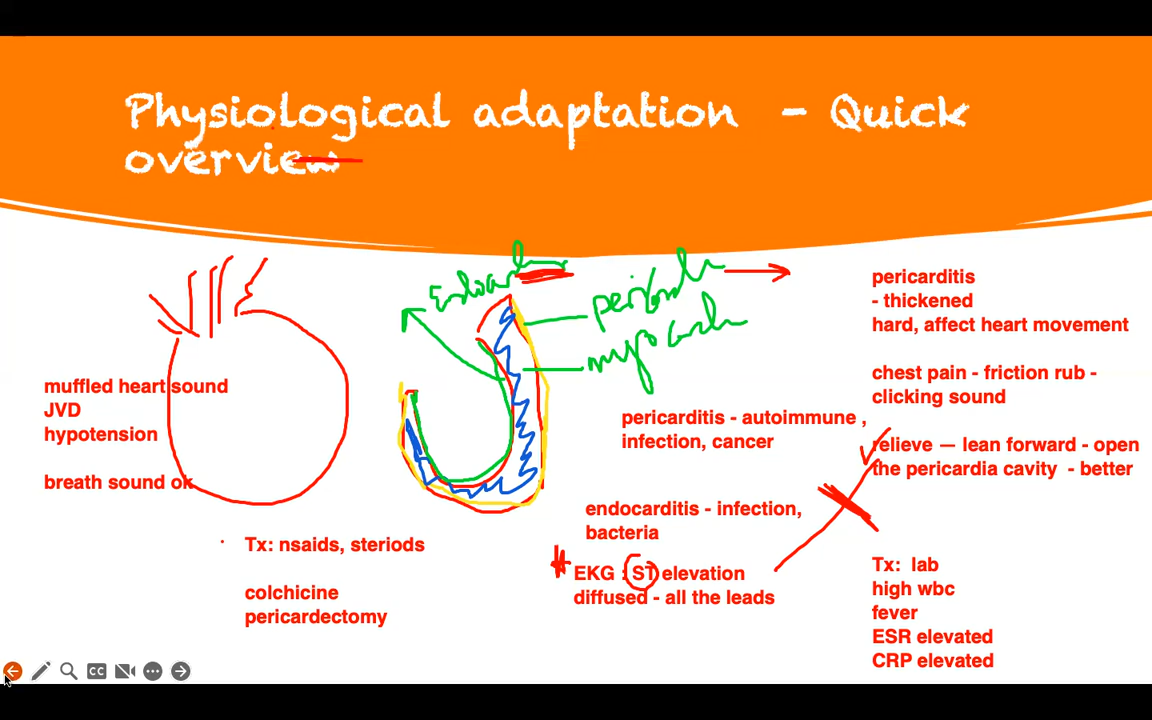 Physiological adaptation - Quick
overview
pericarditis
- thickened
hard, affect heart movement
chest pain - friction rub -
clicking sound
relieve — lean forward - open
the pericardia cavity - better
muffled heart sound
JVD
hypotension
breath sound ok
pericarditis - autoimmune ,
infection, cancer
endocarditis - infection,
bacteria
EKG : ST elevation
diffused - all the leads
Tx: nsaids, steriods
colchicine
pericardectomy
Tx: lab
high wbc
fever
ESR elevated
CRP elevated
CC